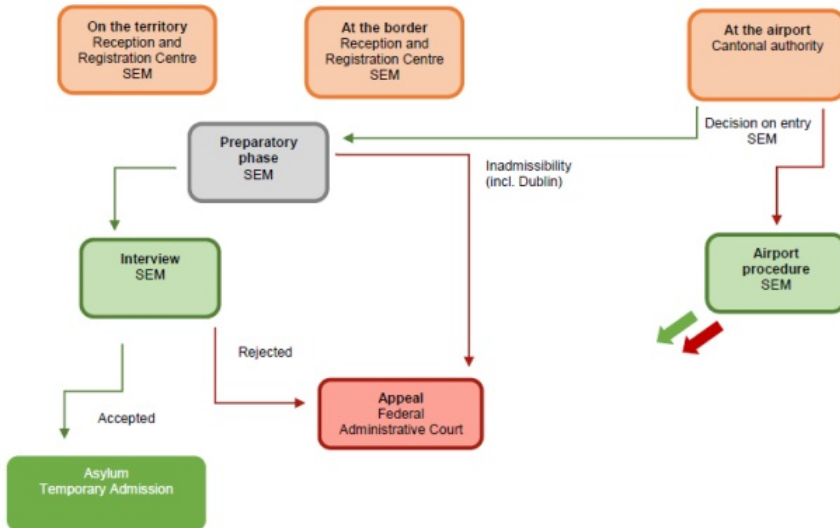 On the territory
Reception and
Registration Centre
SEM
At the border
Reception and
Registration Centre
SEM
At the airport
Cantonal authority
Decision on entry
SEM
Preparatory
phase
SEM
Inadmissibility
(incl. Dublin)
Interview
SEM
Airport
procedure
SEM
Rejected
Accepted
Appeal
Federal
Administrative Court
Asylum
Temporary Admission